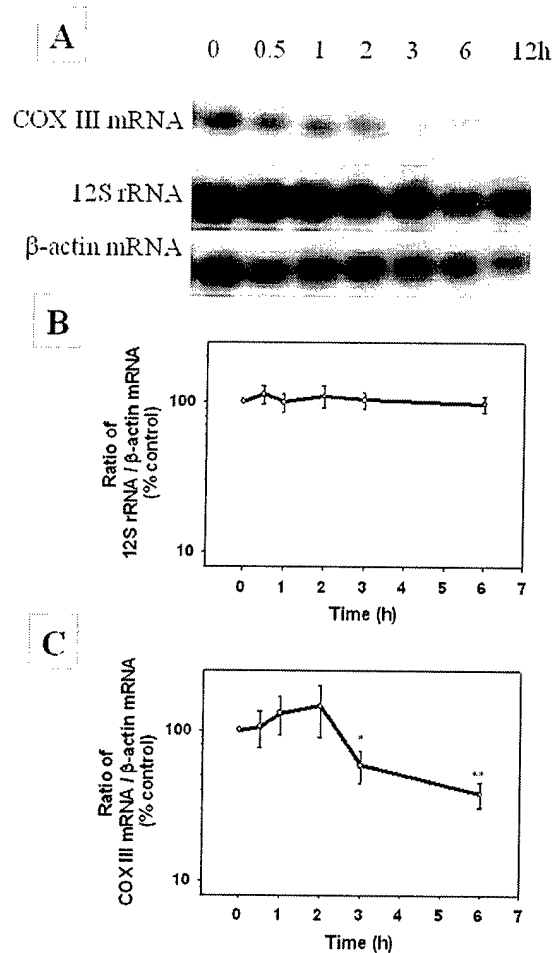 A
0 0.5 1 2 3 6 12h
COX III mRNA
12S rRNA
β-actin mRNA
B
Ratio of
12S rRNA / β-actin mRNA
(% control)
100
10
0 1 2 3 4 5 6 7
Time (h)
C
Ratio of
COX III mRNA / β-actin mRNA
(% control)
100
10
*
**
0 1 2 3 4 5 6 7
Time (h)